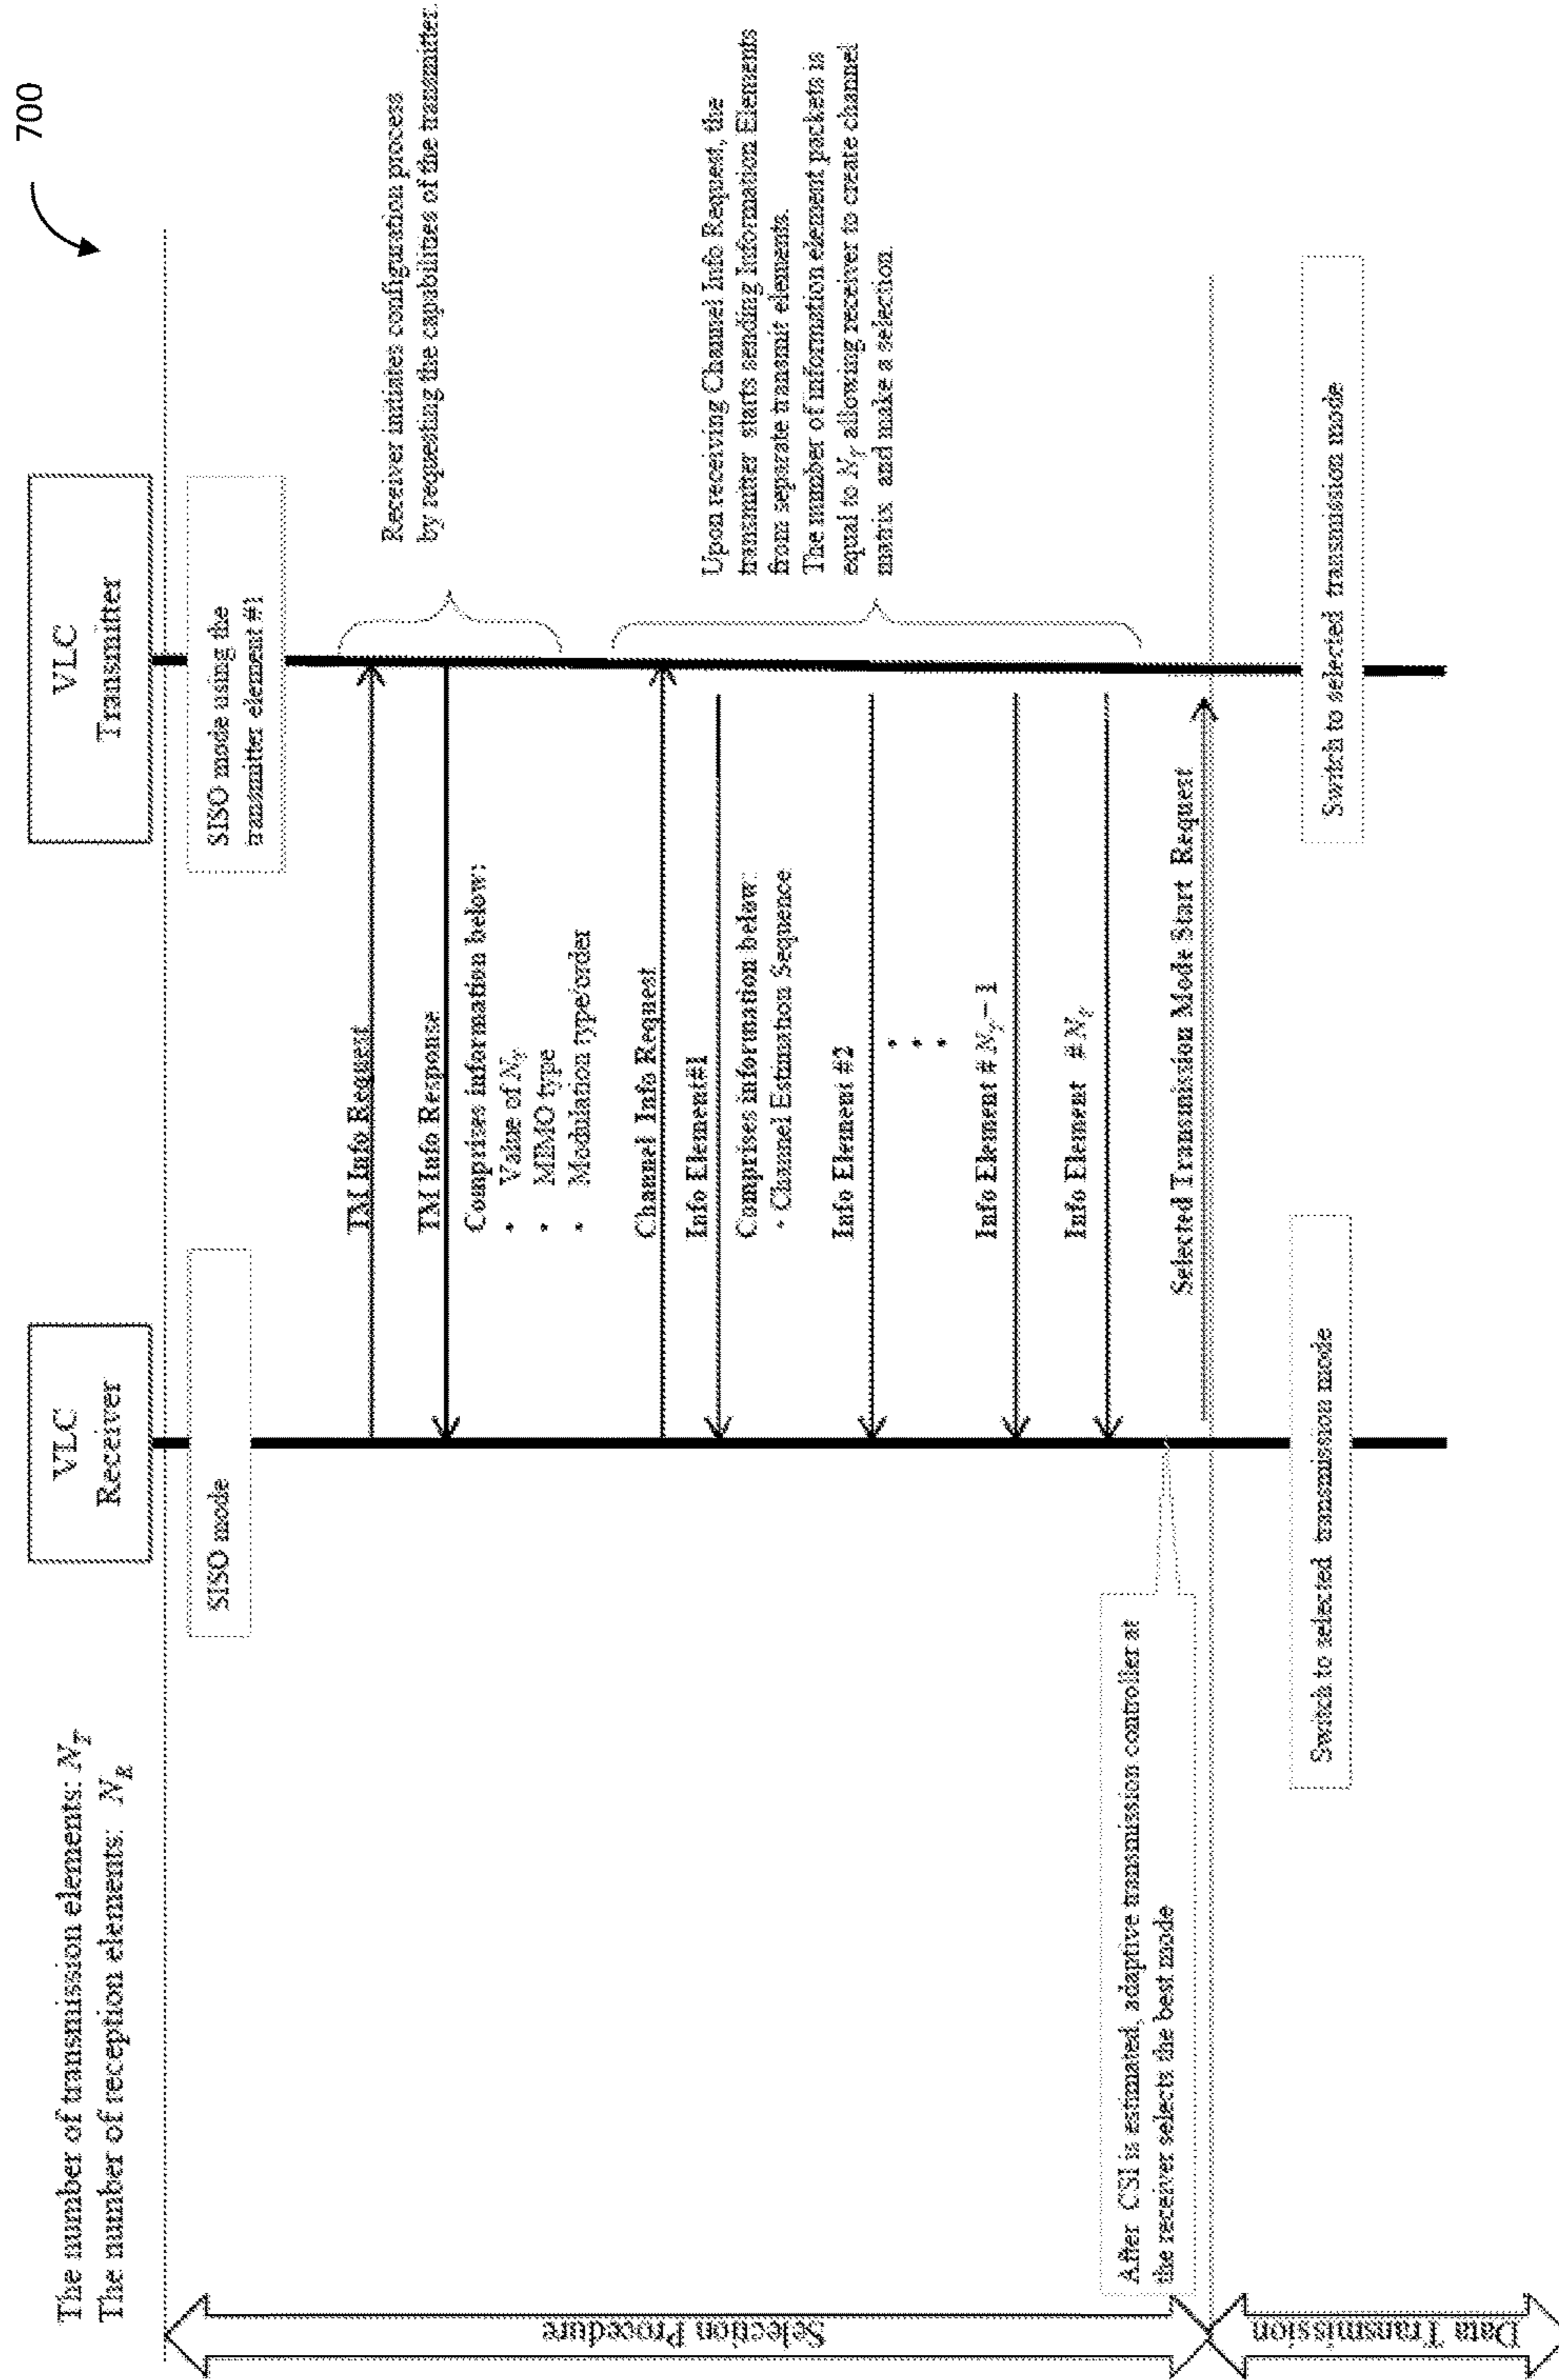 700
The number of transmission elements: N_T
The number of reception elements: N_R
VLC
Receiver
VLC
Transmitter
SISO mode
SISO mode using the
transmitter element #1
TM Info Request
TM Info Response
Comprises information below:
• Value of N_T
• MIMO type
• Modulation type/order
Receiver initiates configuration process
by requesting the capabilities of the transmitter.
Channel Info Request
Info Element#1
Comprises information below:
• Channel Estimation Sequence
Info Element #2
Info Element # N_T − 1
Info Element # N_T
Upon receiving Channel Info Request, the
transmitter starts sending Information Elements
from separate transmit elements.
The number of information element packets is
equal to N_T allowing receiver to create channel
matrix and make a selection.
After CSI is estimated, adaptive transmission controller at
the receiver selects the best mode
Selected Transmission Mode Start Request
Switch to selected transmission mode
Switch to selected transmission mode
Selection Procedure
Data Transmission